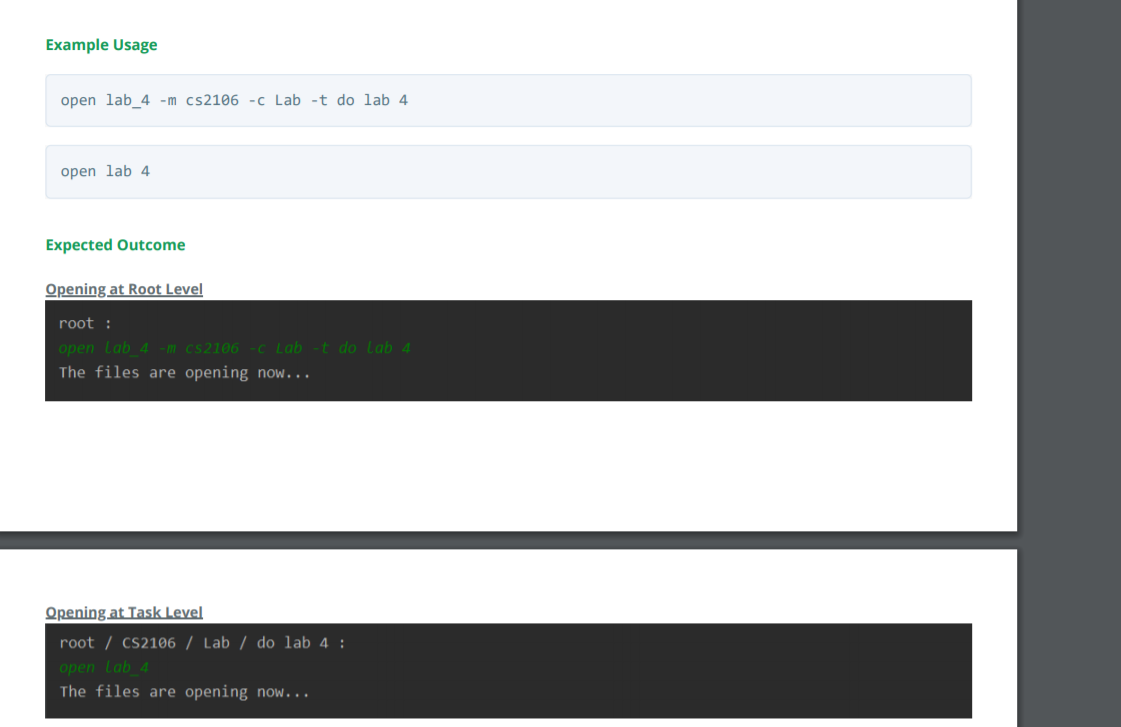 Example Usage
open lab_4 -m cs2106 -c Lab -t do lab 4
open lab 4
Expected Outcome
Opening at Root Level
root :
open lab_4 -m cs2106 -c Lab -t do lab 4
The files are opening now...
Opening at Task Level
root / CS2106 / Lab / do lab 4 :
open lab_4
The files are opening now...